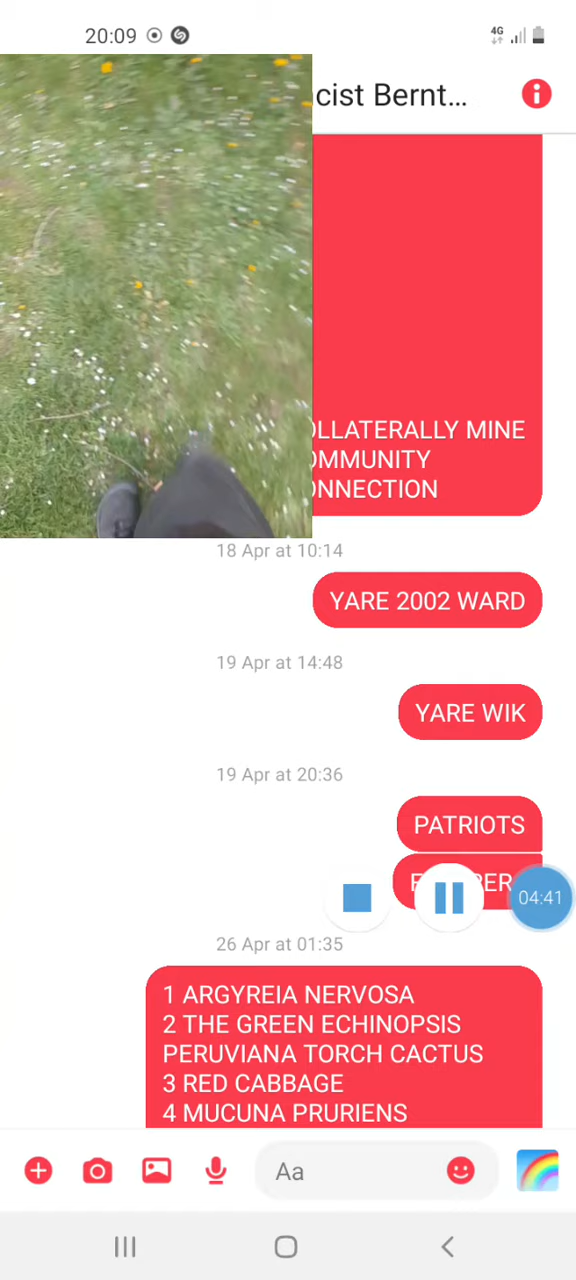 20:09
4G
cist Bernt...
OLLATERALLY MINE
OMMUNITY
ONNECTION
18 Apr at 10:14
YARE 2002 WARD
19 Apr at 14:48
YARE WIK
19 Apr at 20:36
PATRIOTS
04:41
26 Apr at 01:35
1 ARGYREIA NERVOSA
2 THE GREEN ECHINOPSIS
PERUVIANA TORCH CACTUS
3 RED CABBAGE
4 MUCUNA PRURIENS
Aa